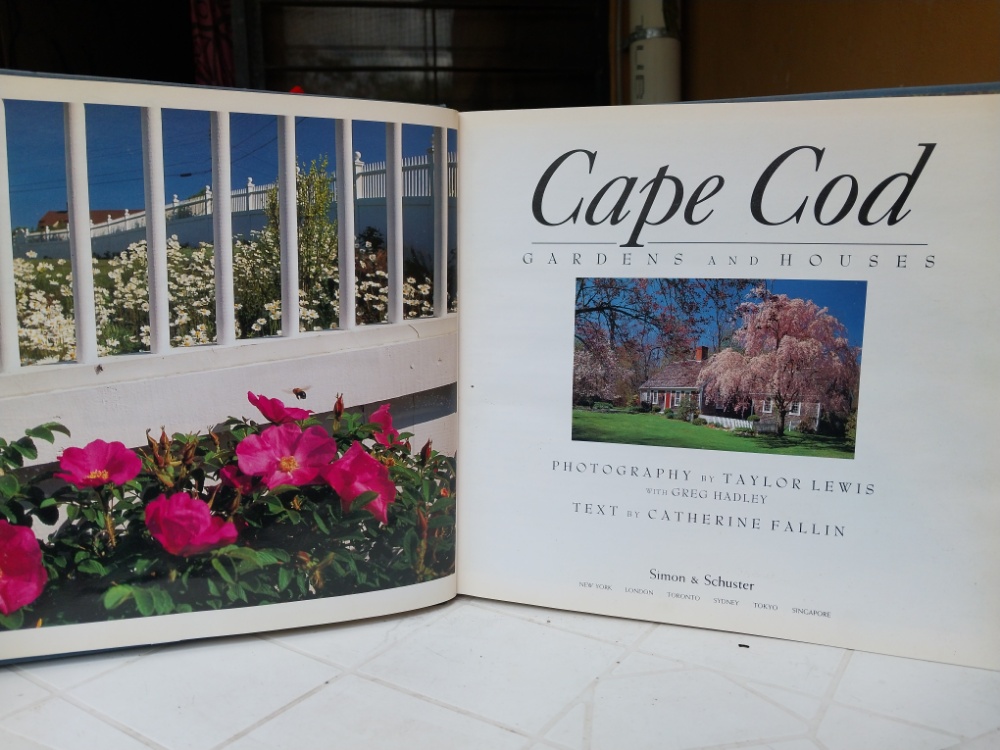 Cape Cod
GARDENS AND HOUSES
PHOTOGRAPHY BY TAYLOR LEWIS
WITH GREG HADLEY
TEXT BY CATHERINE FALLIN
Simon & Schuster
NEW YORK LONDON TORONTO SYDNEY TOKYO SINGAPORE